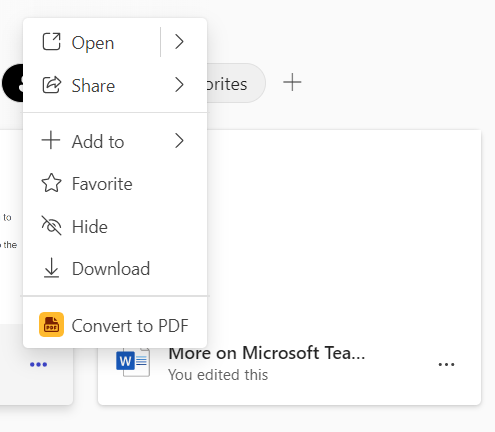 Open
Share
orites
Add to
to
Favorite
Hide
o the
Download
PDF
Convert to PDF
W
More on Microsoft Tea...
You edited this